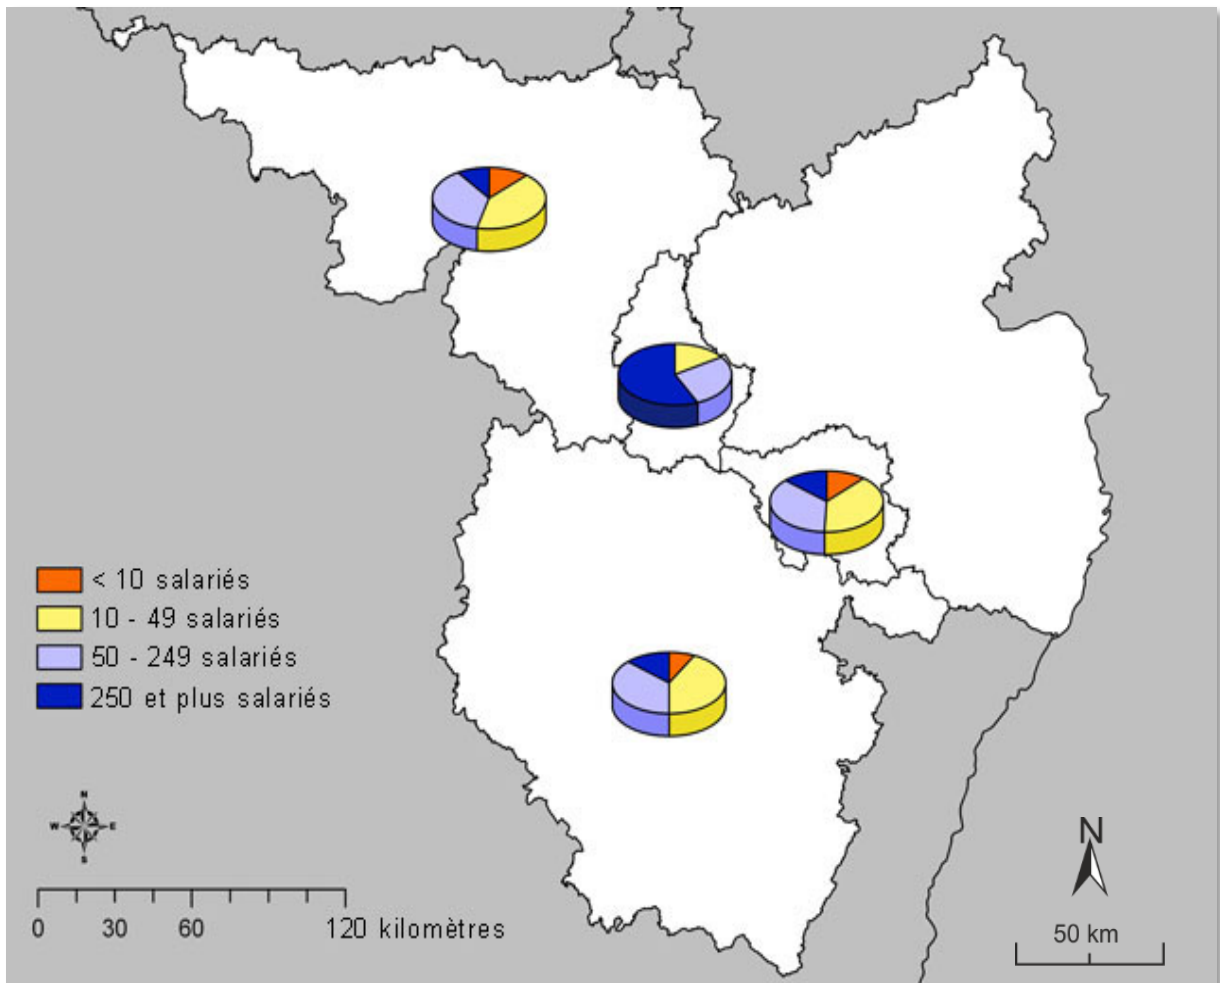 < 10 salariés
10 - 49 salariés
50 - 249 salariés
250 et plus salariés
N
W E
S
0 30 60 120 kilomètres
N
50 km